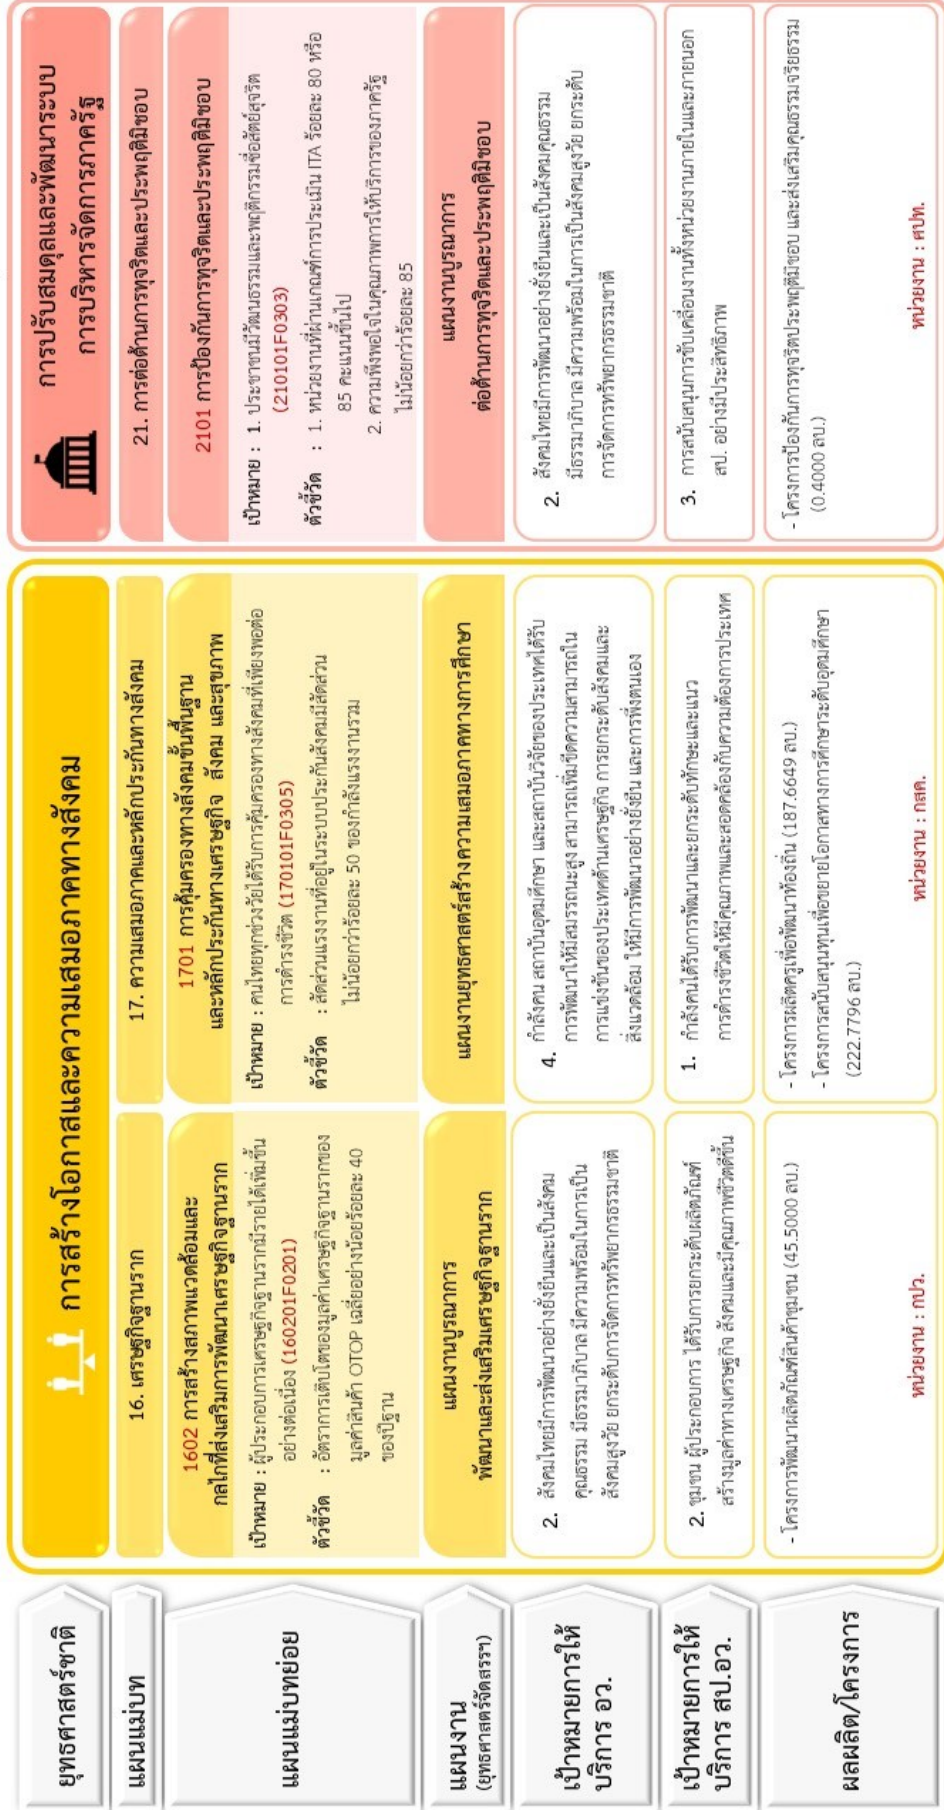 ยุทธศาสตร์ชาติ
การสร้างโอกาสและความเสมอภาคทางสังคม
การปรับสมดุลและพัฒนาระบบ
การบริหารจัดการภาครัฐ
แผนแม่บท
16. เศรษฐกิจฐานราก
17. ความเสมอภาคและหลักประกันทางสังคม
21. การต่อต้านการทุจริตและประพฤติมิชอบ
แผนแม่บทย่อย
1602 การสร้างสภาพแวดล้อมและ
กลไกที่ส่งเสริมการพัฒนาเศรษฐกิจฐานราก
เป้าหมาย : ผู้ประกอบการเศรษฐกิจฐานรากมีรายได้เพิ่มขึ้น
อย่างต่อเนื่อง (160201F0201)
ตัวชี้วัด : อัตราการเติบโตของมูลค่าเศรษฐกิจฐานรากของ
มูลค่าสินค้า OTOP เฉลี่ยอย่างน้อยร้อยละ 40
ของปีฐาน
1701 การคุ้มครองทางสังคมขั้นพื้นฐาน
และหลักประกันทางเศรษฐกิจ สังคม และสุขภาพ
เป้าหมาย : คนไทยทุกช่วงวัยได้รับการคุ้มครองทางสังคมที่เพียงพอต่อ
การดำรงชีวิต (170101F0305)
ตัวชี้วัด : สัดส่วนแรงงานที่อยู่ในระบบประกันสังคมมีสัดส่วน
ไม่น้อยกว่าร้อยละ 50 ของกำลังแรงงานรวม
2101 การป้องกันการทุจริตและประพฤติมิชอบ
เป้าหมาย : 1. ประชาชนมีวัฒนธรรมและพฤติกรรมซื่อสัตย์สุจริต
(210101F0303)
ตัวชี้วัด : 1. หน่วยงานที่ผ่านเกณฑ์การประเมิน ITA ร้อยละ 80 หรือ
85 คะแนนขึ้นไป
2. ความพึงพอใจในคุณภาพการให้บริการของภาครัฐ
ไม่น้อยกว่าร้อยละ 85
แผนงาน
(ยุทธศาสตร์จัดสรรฯ)
แผนงานบูรณาการ
พัฒนาและส่งเสริมเศรษฐกิจฐานราก
แผนงานยุทธศาสตร์สร้างความเสมอภาคทางการศึกษา
แผนงานบูรณาการ
ต่อต้านการทุจริตและประพฤติมิชอบ
เป้าหมายการให้
บริการ อว.
2. สังคมไทยมีการพัฒนาอย่างยั่งยืนและเป็นสังคม
คุณธรรม มีธรรมาภิบาล มีความพร้อมในการเป็น
สังคมสูงวัย ยกระดับการจัดการทรัพยากรธรรมชาติ
4. กำลังคน สถาบันอุดมศึกษา และสถาบันวิจัยของประเทศได้รับ
การพัฒนาให้มีสมรรถนะสูง สามารถเพิ่มขีดความสามารถใน
การแข่งขันของประเทศด้านเศรษฐกิจ การยกระดับสังคมและ
สิ่งแวดล้อม ให้มีการพัฒนาอย่างยั่งยืน และการพึ่งตนเอง
2. สังคมไทยมีการพัฒนาอย่างยั่งยืนและเป็นสังคมคุณธรรม
มีธรรมาภิบาล มีความพร้อมในการเป็นสังคมสูงวัย ยกระดับ
การจัดการทรัพยากรธรรมชาติ
เป้าหมายการให้
บริการ สป.อว.
2. ชุมชน ผู้ประกอบการ ได้รับการยกระดับผลิตภัณฑ์
สร้างมูลค่าทางเศรษฐกิจ สังคมและมีคุณภาพชีวิตดีขึ้น
1. กำลังคนได้รับการพัฒนาและยกระดับทักษะและแนว
การดำรงชีวิตให้มีคุณภาพและสอดคล้องกับความต้องการประเทศ
3. การสนับสนุนการขับเคลื่อนงานทั้งหน่วยงานภายในและภายนอก
สป. อย่างมีประสิทธิภาพ
ผลผลิต/โครงการ
- โครงการพัฒนาผลิตภัณฑ์สินค้าชุมชน (45.5000 ลบ.)
หน่วยงาน : กปว.
- โครงการผลิตครูเพื่อพัฒนาท้องถิ่น (187.6649 ลบ.)
- โครงการสนับสนุนทุนเพื่อขยายโอกาสทางการศึกษาระดับอุดมศึกษา
(222.7796 ลบ.)
หน่วยงาน : กสค.
- โครงการป้องกันการทุจริตประพฤติมิชอบ และส่งเสริมคุณธรรมจริยธรรม
(0.4000 ลบ.)
หน่วยงาน : ศปท.